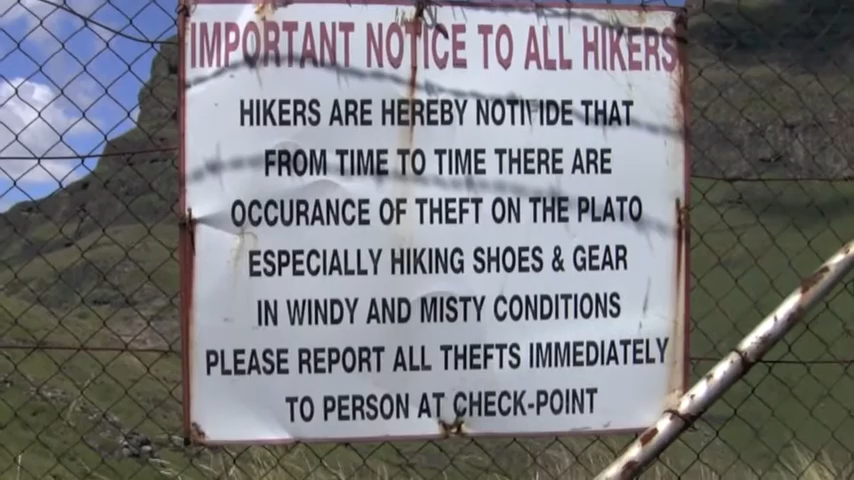 IMPORTANT NOTICE TO ALL HIKERS
HIKERS ARE HEREBY NOTIVIDE THAT
FROM TIME TO TIME THERE ARE
OCCURANCE OF THEFT ON THE PLATO
ESPECIALLY HIKING SHOES & GEAR
IN WINDY AND MISTY CONDITIONS
PLEASE REPORT ALL THEFTS IMMEDIATELY
TO PERSON AT CHECK-POINT